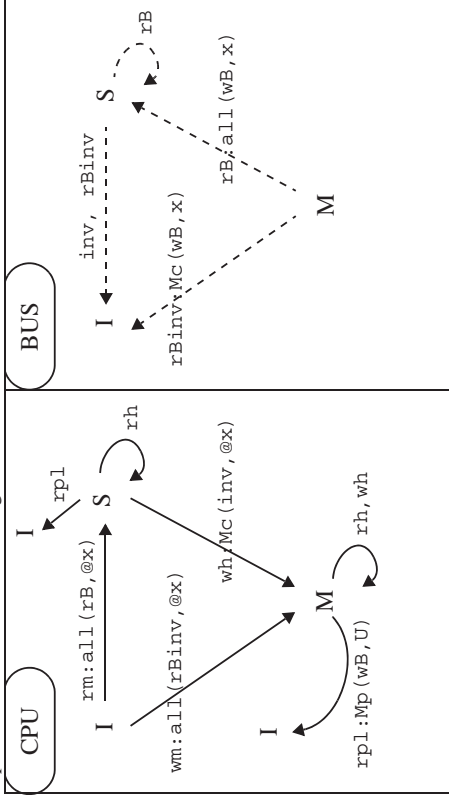 CPU
I
rpl
rm:all(rB,@x)
I
S
rh
wm:all(rBinv,@x)
wh:Mc(inv,@x)
I
M
rh,wh
rpl:Mp(wB,U)
BUS
inv, rBinv
I
S
rB
rBinv:Mc(wB,x)
rB:all(wB,x)
M